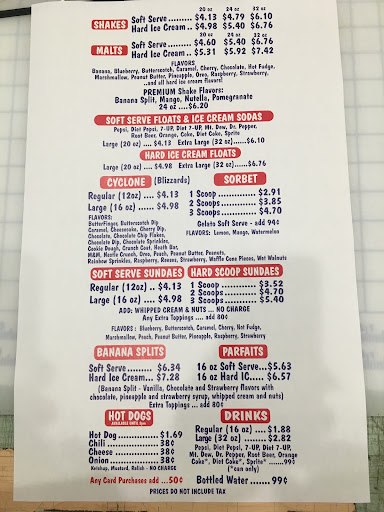 20 oz 24 oz 32 oz
SHAKES Soft Serve ......... $4.13 $4.79 $6.10
Hard Ice Cream .. $4.98 $5.40 $6.76
20 oz 24 oz 32 oz
MALTS Soft Serve ......... $4.60 $5.40 $6.76
Hard Ice Cream .. $5.31 $5.92 $7.42
FLAVORS
Banana, Blueberry, Butterscotch, Caramel, Cherry, Chocolate, Hot Fudge,
Marshmallow, Peanut Butter, Pineapple, Oreo, Raspberry, Strawberry,
...and all hard ice cream flavors!
PREMIUM Shake Flavors:
Banana Split, Mango, Nutella, Pomegranate
24 oz ....$6.20
SOFT SERVE FLOATS & ICE CREAM SODAS
Pepsi, Diet Pepsi, 7-UP, Diet 7-UP, Mt. Dew, Dr. Pepper,
Root Beer, Orange, Coke, Diet Coke, Sprite
Large (20 oz) .... $4.13 Extra Large (32 oz)......$6.10
HARD ICE CREAM FLOATS
Large (20 oz) .... $4.98 Extra Large (32 oz)......$6.76
CYCLONE (Blizzards)
Regular (12oz) .... $4.13
Large (16 oz) ...... $4.98
FLAVORS:
ButterFinger, Butterscotch Dip
Caramel, Cheesecake, Cherry Dip,
Chocolate, Chocolate Chip Flakes,
Chocolate Dip, Chocolate Sprinkles,
Cookie Dough, Crunch Coat, Heath Bar,
M&M, Nestle Crunch, Oreo, Peach, Peanut Butter, Peanuts,
Rainbow Sprinkles, Raspberry, Reeses, Strawberry, Waffle Cone Pieces, Wet Walnuts
SORBET
1 Scoop .............. $2.91
2 Scoops ............ $3.85
3 Scoops ............ $4.70
Gelato Soft Serve - add 94¢
FLAVORS: Lemon, Mango, Watermelon
SOFT SERVE SUNDAES
Regular (12oz) .. $4.13
Large (16 oz) .... $4.98
HARD SCOOP SUNDAES
1 Scoop .............. $3.52
2 Scoops ............ $4.70
3 Scoops ............ $5.40
ADD: WHIPPED CREAM & NUTS ... NO CHARGE
Any Extra Toppings .... add 80¢
FLAVORS : Blueberry, Butterscotch, Caramel, Cherry, Hot Fudge,
Marshmallow, Peach, Peanut Butter, Pineapple, Raspberry, Strawberry
BANANA SPLITS
Soft Serve........ $6.34
Hard Ice Cream... $7.28
PARFAITS
16 oz Soft Serve...$5.63
16 oz Hard IC.....$6.57
(Banana Split - Vanilla, Chocolate and Strawberry flavors with
chocolate, pineapple and strawberry syrup, whipped cream and nuts)
Extra Toppings ... add 80¢
HOT DOGS
AVAILABLE UNTIL 8pm
Hot Dog ............. $1.69
Chili ..................... 38¢
Cheese ................. 38¢
Onion ................... 38¢
Ketchup, Mustard, Relish - NO CHARGE
Any Card Purchases add ...50¢
DRINKS
Regular (16 oz) .... $1.88
Large (32 oz) ....... $2.82
Pepsi, Diet Pepsi, 7-UP, Diet 7-UP,
Mt. Dew, Dr. Pepper, Root Beer, Orange
Coke*, Diet Coke*, Sprite* .......99¢
(*can only)
Bottled Water .......99¢
PRICES DO NOT INCLUDE TAX